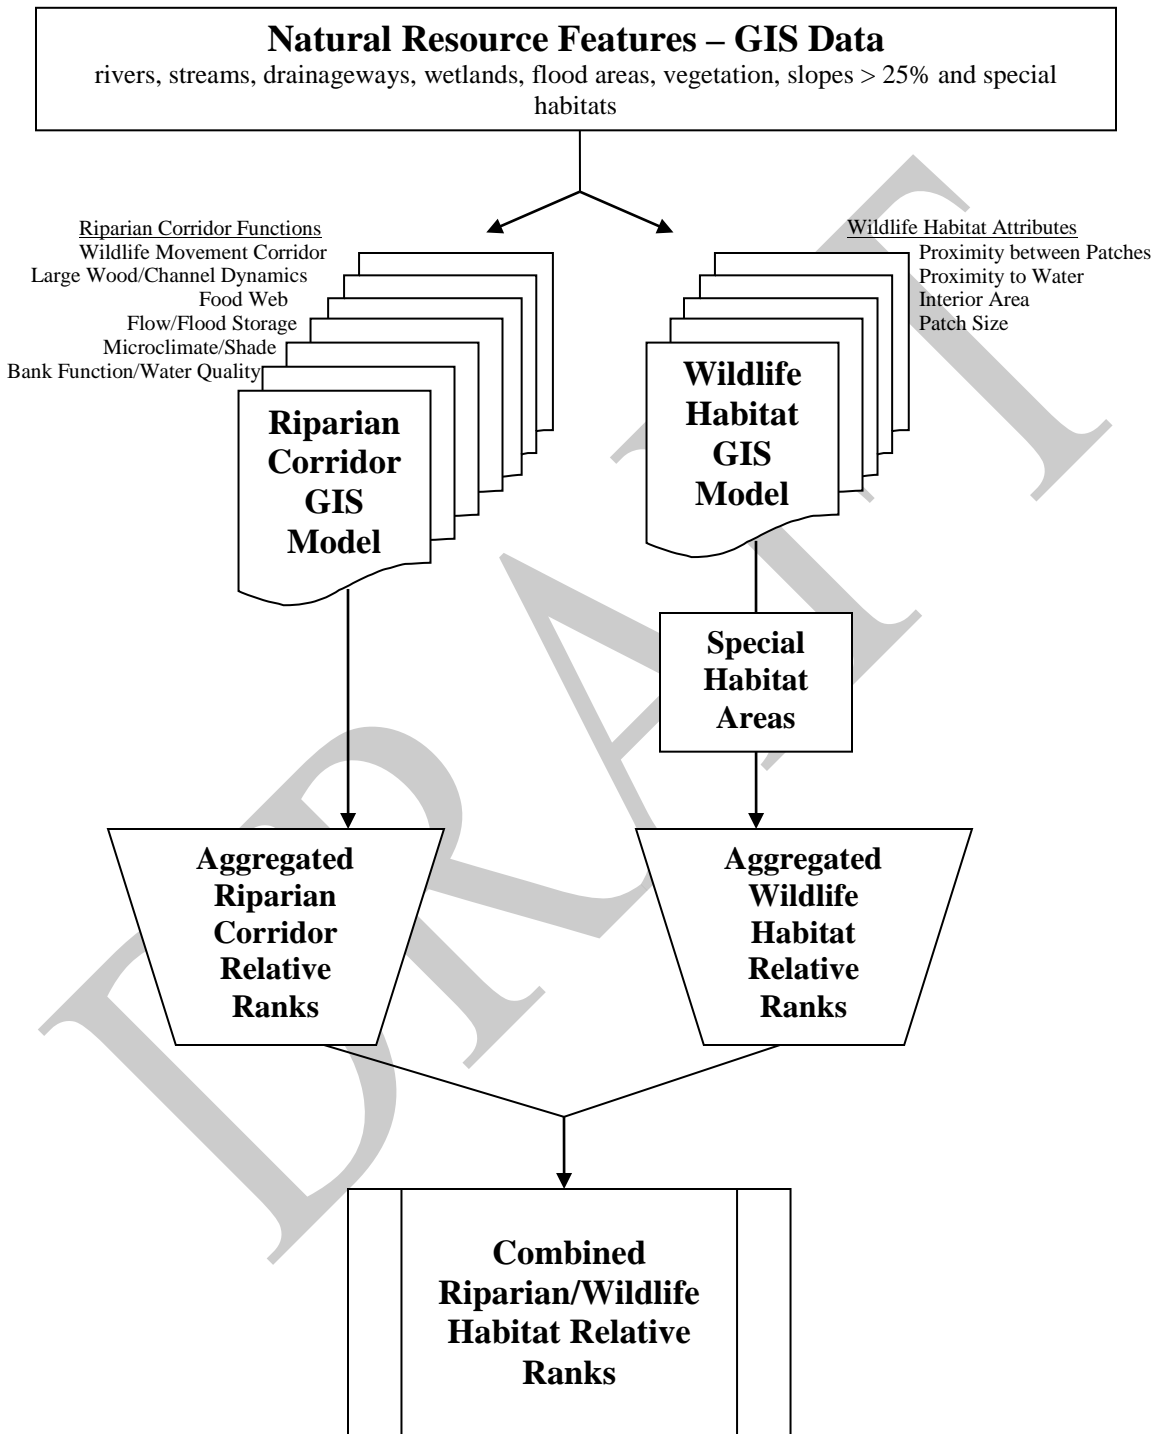 Natural Resource Features – GIS Data
rivers, streams, drainageways, wetlands, flood areas, vegetation, slopes > 25% and special
habitats
Riparian Corridor Functions
Wildlife Movement Corridor
Large Wood/Channel Dynamics
Food Web
Flow/Flood Storage
Microclimate/Shade
Bank Function/Water Quality
Wildlife Habitat Attributes
Proximity between Patches
Proximity to Water
Interior Area
Patch Size
Riparian
Corridor
GIS
Model
Wildlife
Habitat
GIS
Model
Special
Habitat
Areas
Aggregated
Riparian
Corridor
Relative
Ranks
Aggregated
Wildlife
Habitat
Relative
Ranks
Combined
Riparian/Wildlife
Habitat Relative
Ranks
DRAFT